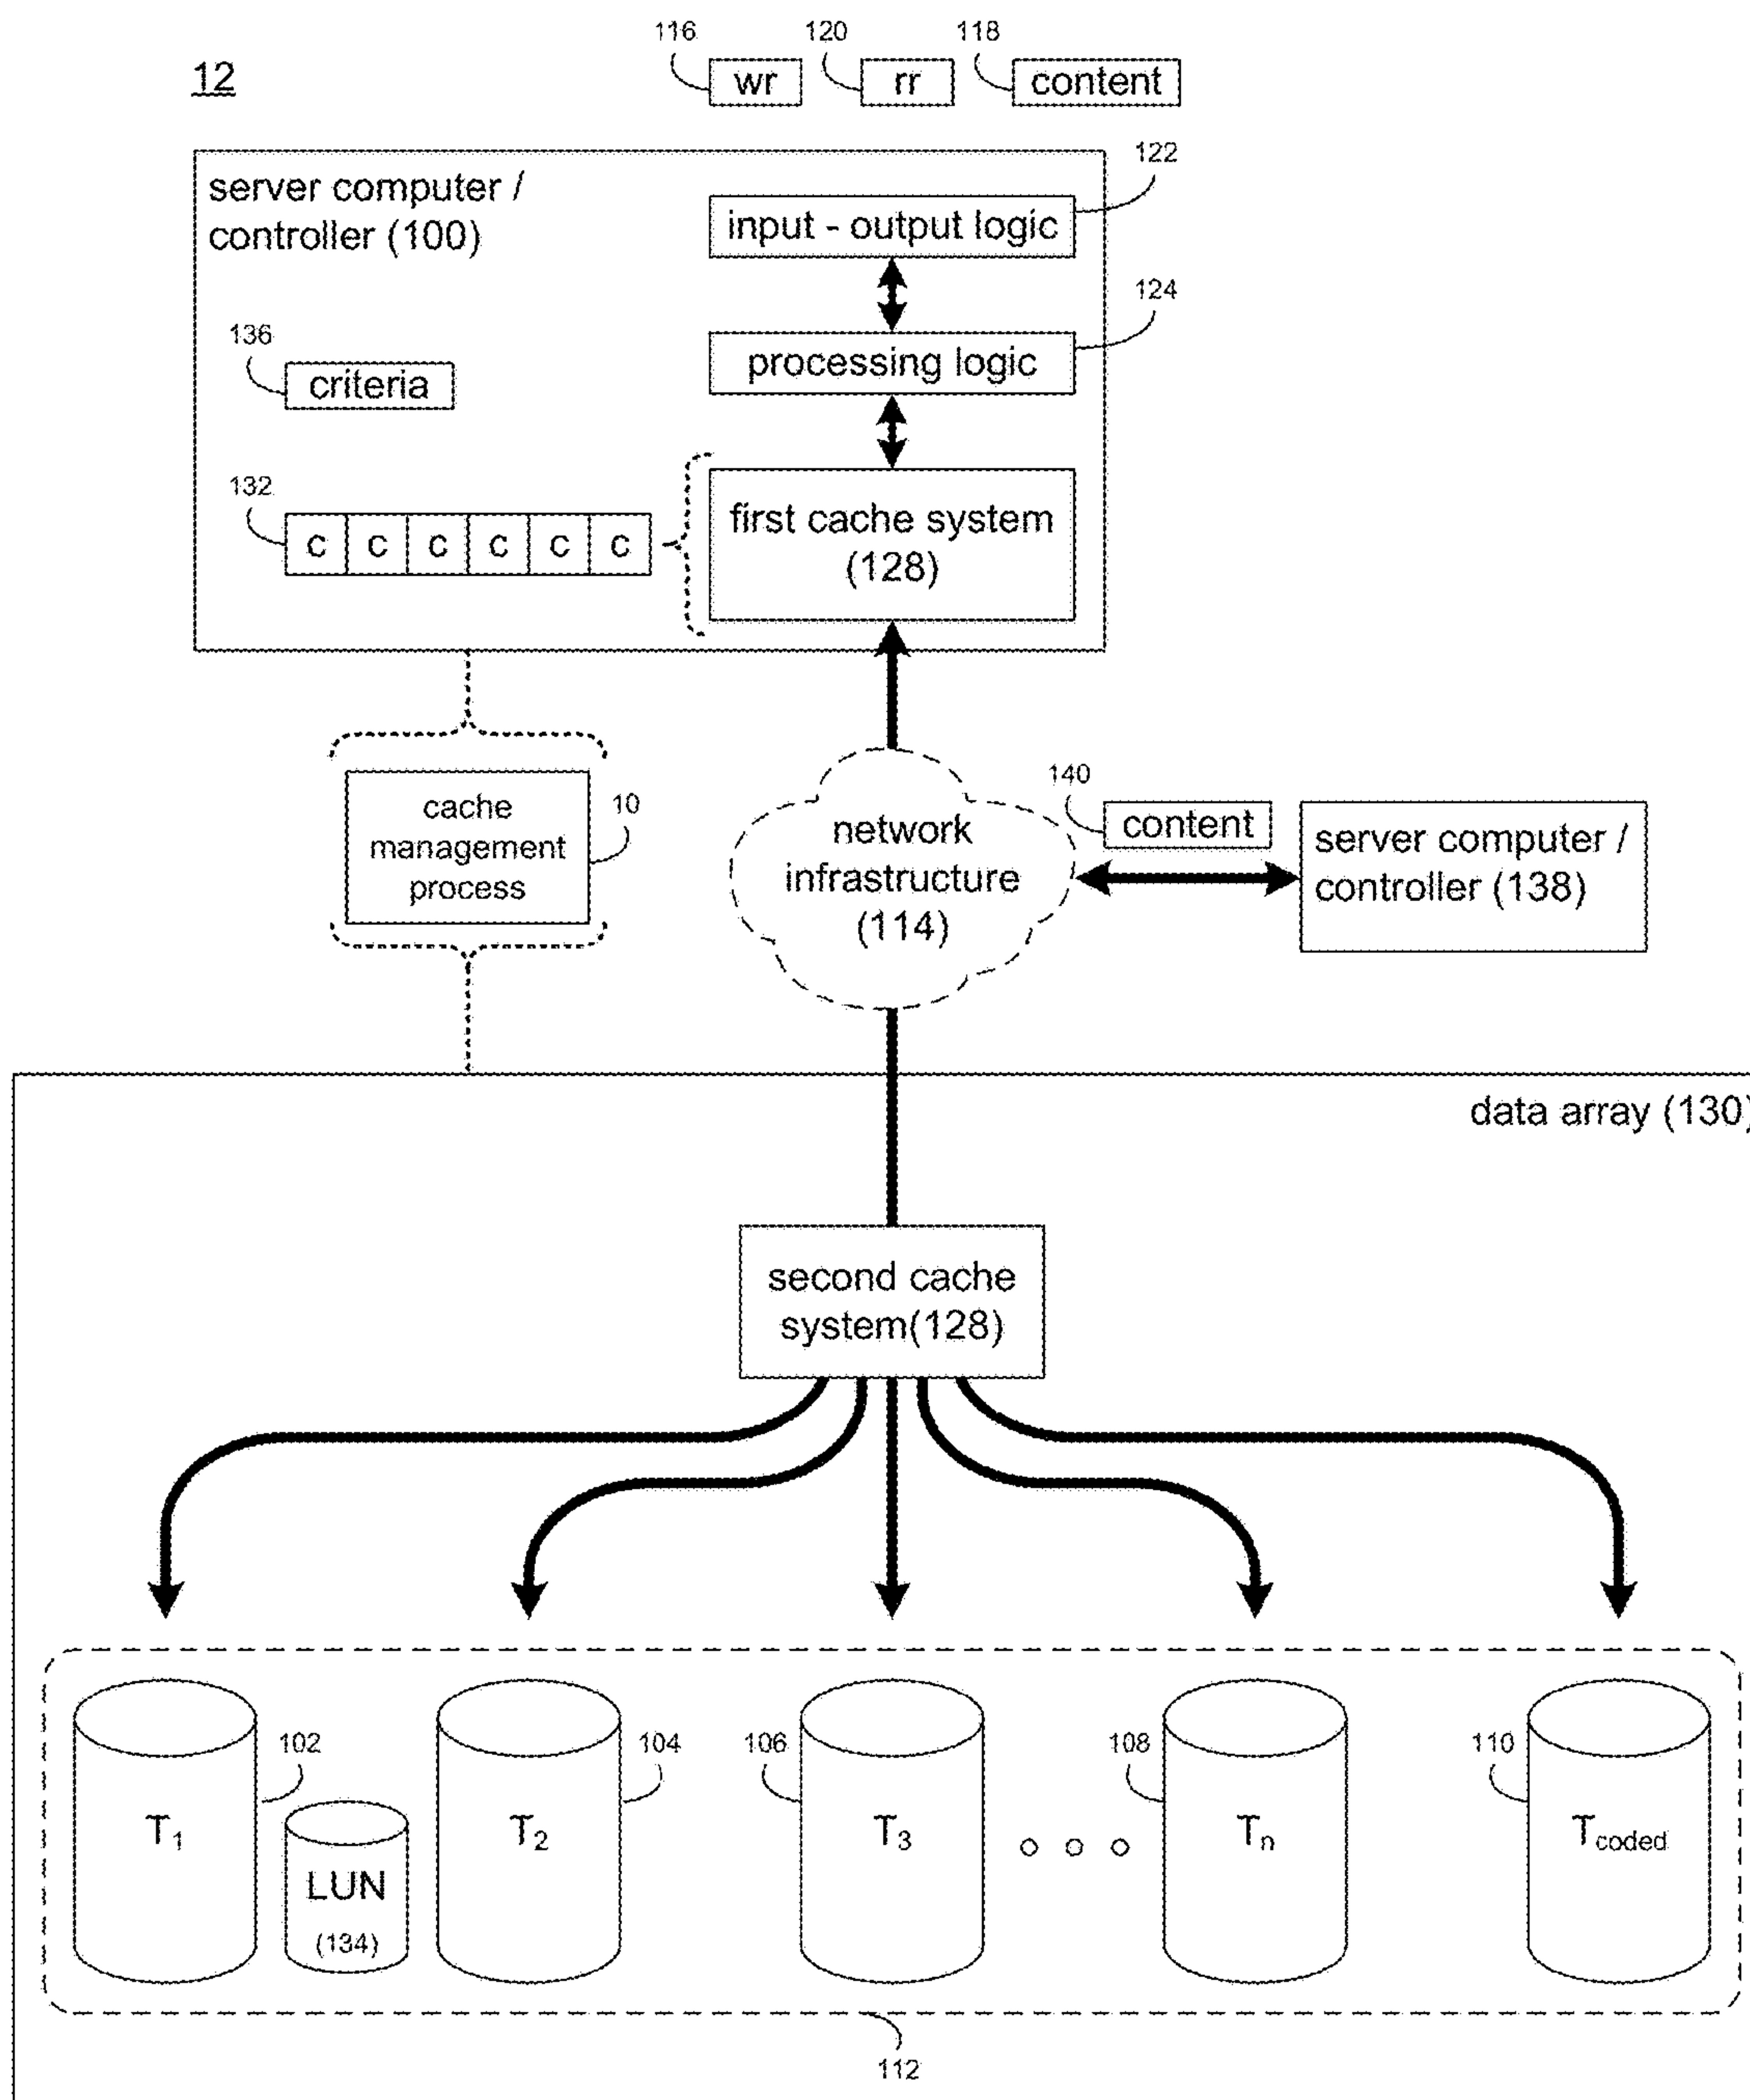 116 120 118
12 wr rr content
122
server computer /
controller (100)
input - output logic
124
136
processing logic
criteria
132
c c c c c c
first cache system
(128)
cache
management
process
10
network
infrastructure
(114)
140
content
server computer /
controller (138)
data array (130)
second cache
system(128)
102 104 106 108 110
T1 T2 T3 Tn Tcoded
LUN
(134)
112